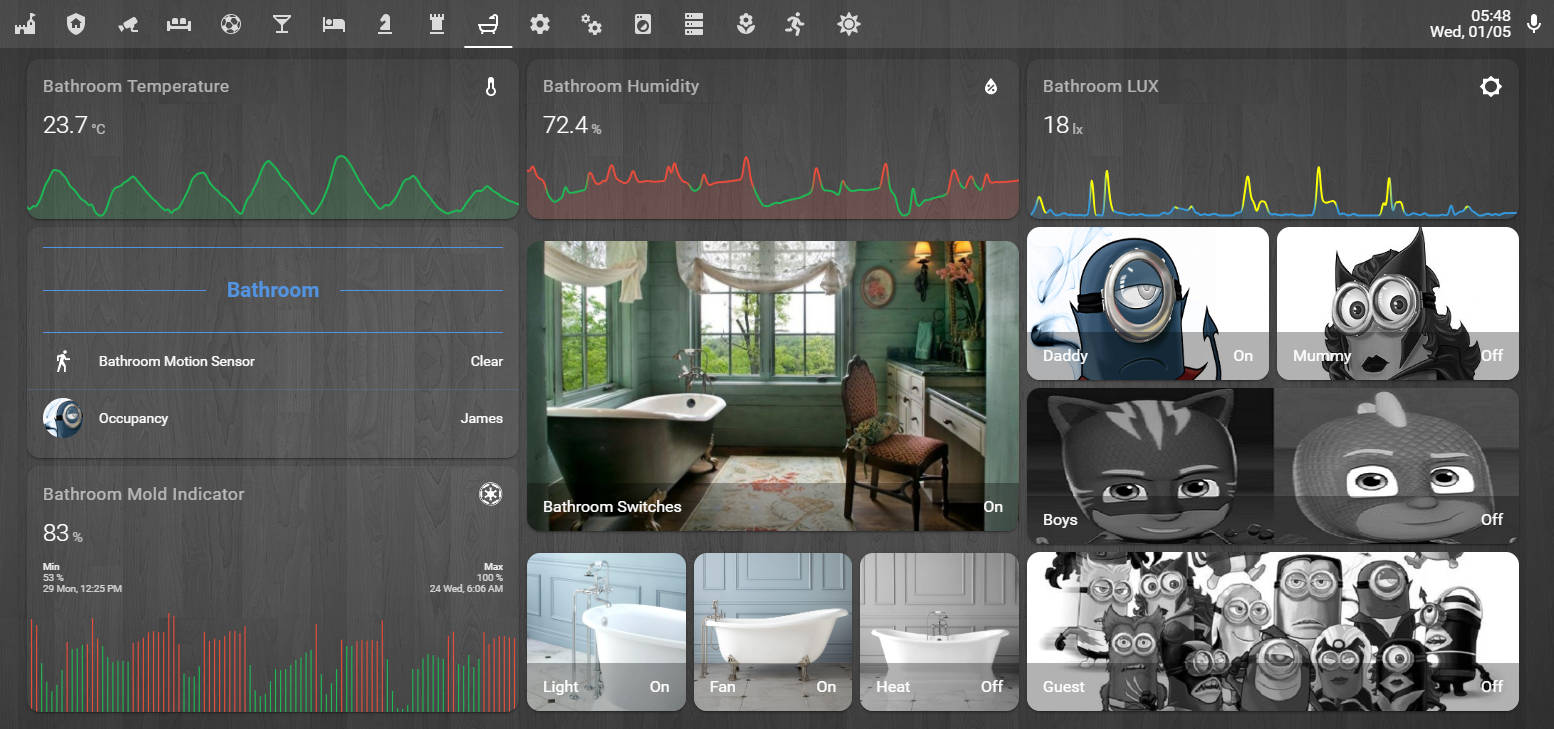 05:48
Wed, 01/05
Bathroom Temperature
23.7 °C
Bathroom Humidity
72.4 %
Bathroom LUX
18 lx
Bathroom
Bathroom Motion Sensor Clear
Occupancy James
Bathroom Mold Indicator
83 %
Min Max
53 % 100 %
29 Mon, 12:25 PM 24 Wed, 6:06 AM
Bathroom Switches On
Light On
Fan On
Heat Off
Daddy On
Mummy Off
Boys Off
Guest Off